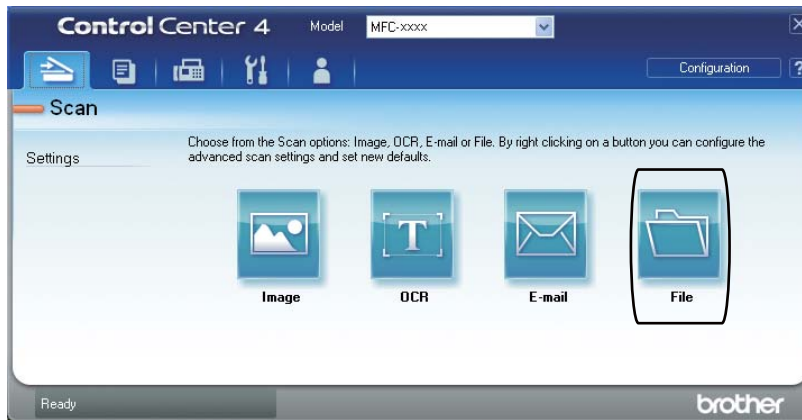 Control Center 4 Model MFC-xxxx
Configuration ?
Scan
Choose from the Scan options: Image, OCR, E-mail or File. By right clicking on a button you can configure the
advanced scan settings and set new defaults.
Settings
T
Image OCR E-mail File
Ready brother